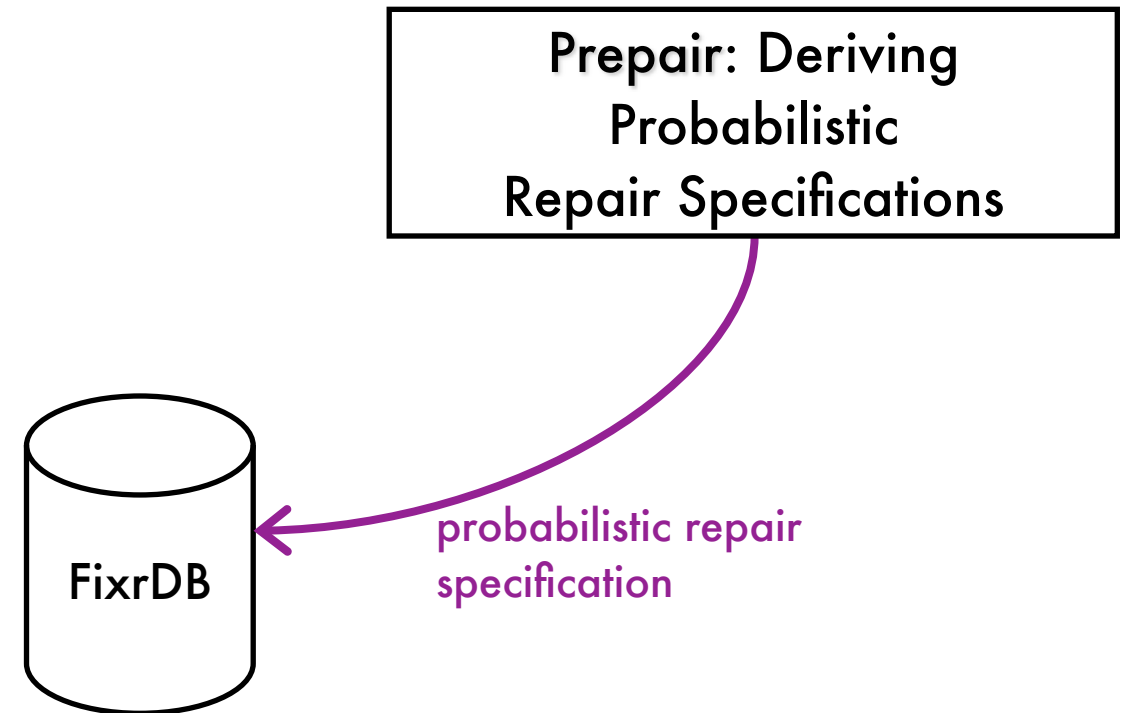 Prepair: Deriving
Probabilistic
Repair Specifications
probabilistic repair
specification
FixrDB